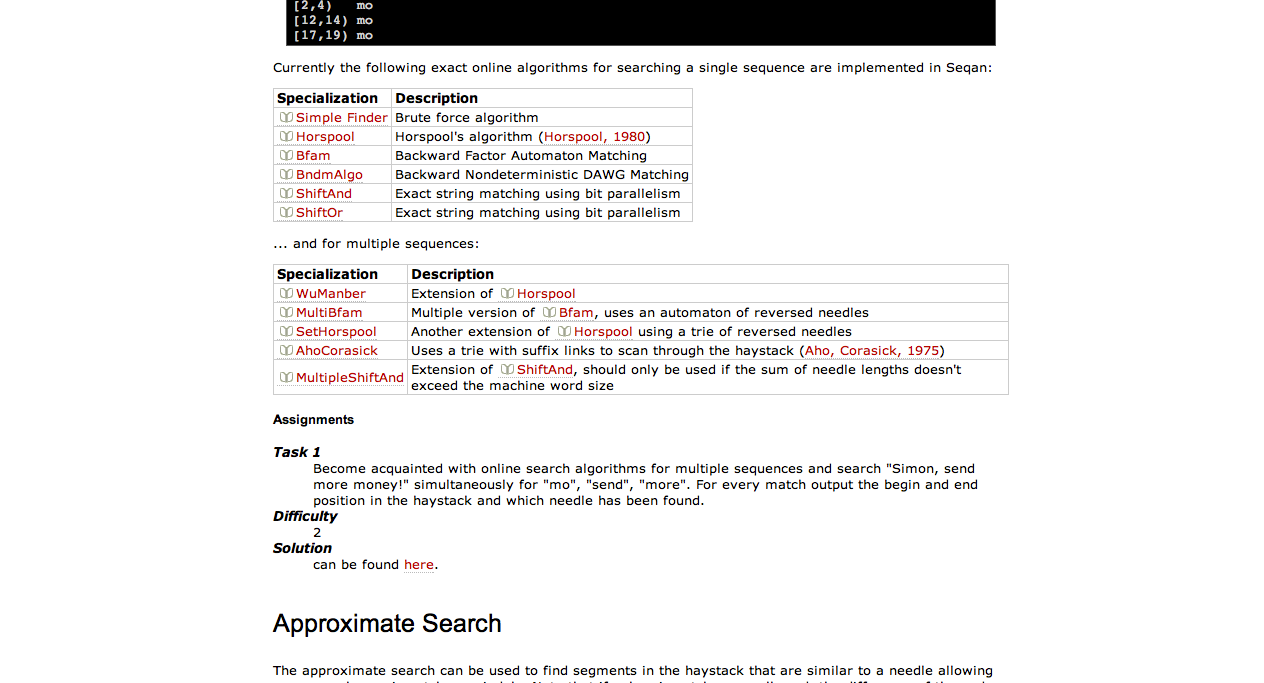 [2,4) mo
[12,14) mo
[17,19) mo
Currently the following exact online algorithms for searching a single sequence are implemented in Seqan:
Specialization Description
Simple Finder Brute force algorithm
Horspool Horspool's algorithm (Horspool, 1980)
Bfam Backward Factor Automaton Matching
BndmAlgo Backward Nondeterministic DAWG Matching
ShiftAnd Exact string matching using bit parallelism
ShiftOr Exact string matching using bit parallelism
... and for multiple sequences:
Specialization Description
WuManber Extension of Horspool
MultiBfam Multiple version of Bfam, uses an automaton of reversed needles
SetHorspool Another extension of Horspool using a trie of reversed needles
AhoCorasick Uses a trie with suffix links to scan through the haystack (Aho, Corasick, 1975)
MultipleShiftAnd Extension of ShiftAnd, should only be used if the sum of needle lengths doesn't
exceed the machine word size
Assignments
Task 1
Become acquainted with online search algorithms for multiple sequences and search "Simon, send
more money!" simultaneously for "mo", "send", "more". For every match output the begin and end
position in the haystack and which needle has been found.
Difficulty
2
Solution
can be found here.
Approximate Search
The approximate search can be used to find segments in the haystack that are similar to a needle allowing